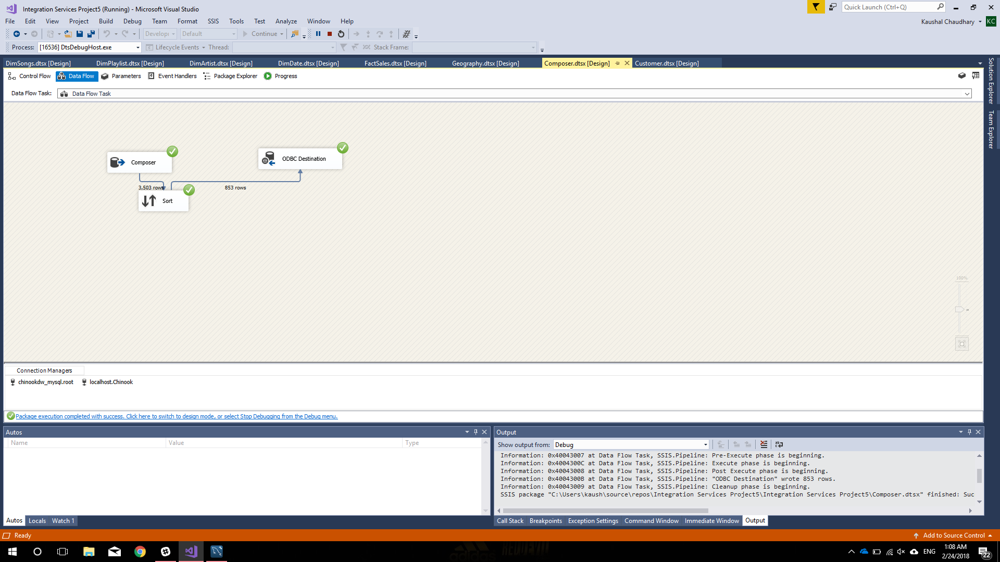 Integration Services Project5 (Running) - Microsoft Visual Studio
Quick Launch (Ctrl+Q)
File Edit View Project Build Debug Team Format SSIS Tools Test Analyze Window Help
Kaushal Chaudhary KC
Developi Default Continue
Process: [16536] DtsDebugHost.exe Lifecycle Events Thread: Stack Frame:
DimSongs.dtsx [Design] DimPlaylist.dtsx [Design] DimArtist.dtsx [Design] DimDate.dtsx [Design] FactSales.dtsx [Design] Geography.dtsx [Design] Composer.dtsx [Design] Customer.dtsx [Design]
Control Flow Data Flow Parameters Event Handlers Package Explorer Progress
Data Flow Task: Data Flow Task
Solution Explorer
Team Explorer
ODBC Destination
Composer
3,503 rows 853 rows
Sort
100%
Connection Managers
chinookdw_mysql.root localhost.Chinook
Package execution completed with success. Click here to switch to design mode, or select Stop Debugging from the Debug menu.
Autos
Name Value Type
Autos Locals Watch 1
Output
Show output from: Debug
Information: 0x40043007 at Data Flow Task, SSIS.Pipeline: Pre-Execute phase is beginning.
Information: 0x4004300C at Data Flow Task, SSIS.Pipeline: Execute phase is beginning.
Information: 0x40043008 at Data Flow Task, SSIS.Pipeline: Post Execute phase is beginning.
Information: 0x4004300B at Data Flow Task, SSIS.Pipeline: "ODBC Destination" wrote 853 rows.
Information: 0x40043009 at Data Flow Task, SSIS.Pipeline: Cleanup phase is beginning.
SSIS package "C:\Users\kaush\source\repos\Integration Services Project5\Integration Services Project5\Composer.dtsx" finished: Suc
Call Stack Breakpoints Exception Settings Command Window Immediate Window Output
Ready
Add to Source Control
adidas
ENG
1:08 AM
2/24/2018
22